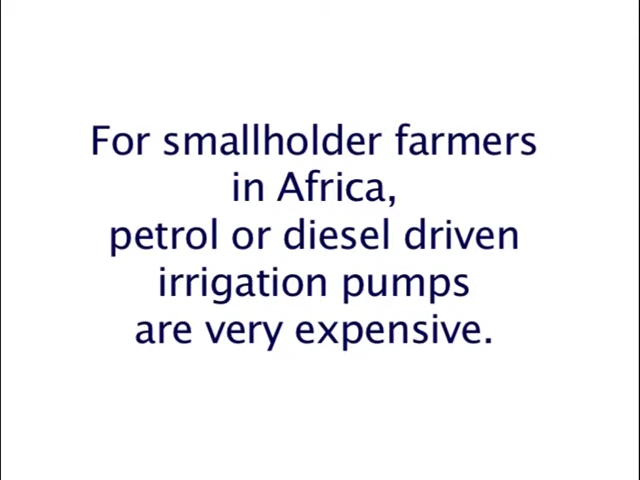 For smallholder farmers
in Africa,
petrol or diesel driven
irrigation pumps
are very expensive.